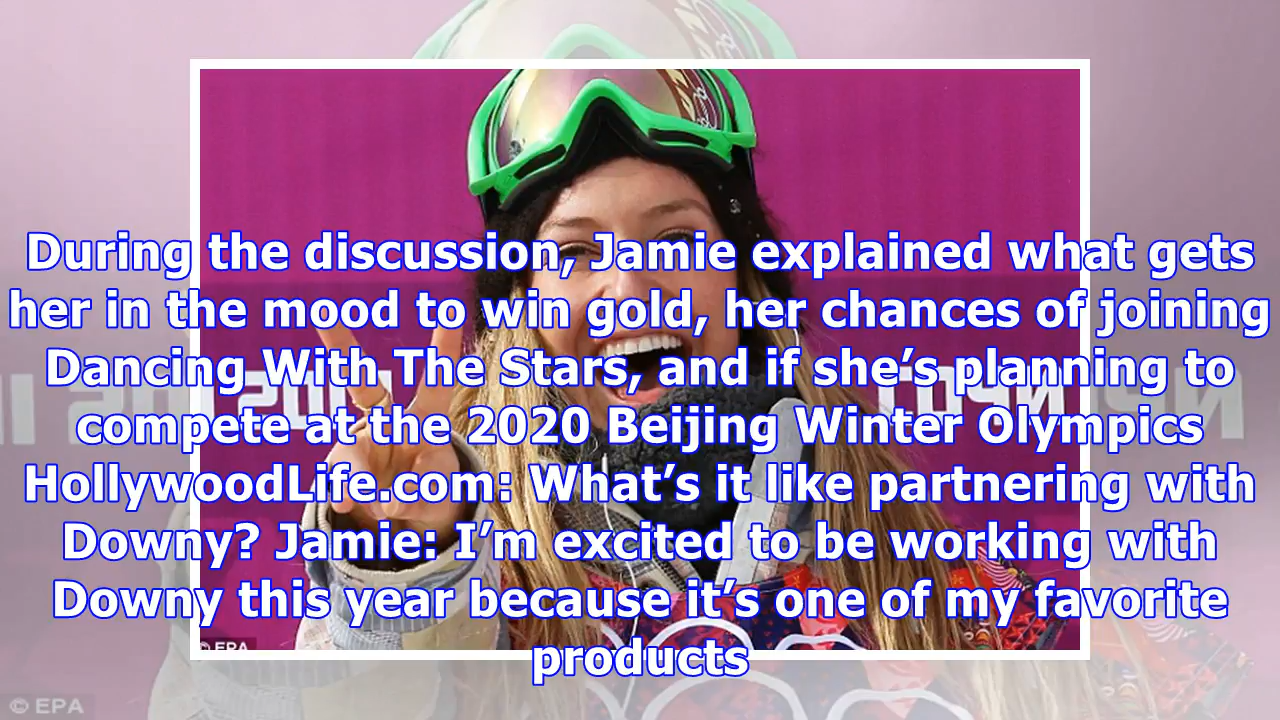 During the discussion, Jamie explained what gets
her in the mood to win gold, her chances of joining
Dancing With The Stars, and if she’s planning to
compete at the 2020 Beijing Winter Olympics
HollywoodLife.com: What’s it like partnering with
Downy? Jamie: I’m excited to be working with
Downy this year because it’s one of my favorite
products
© EPA
© EPA